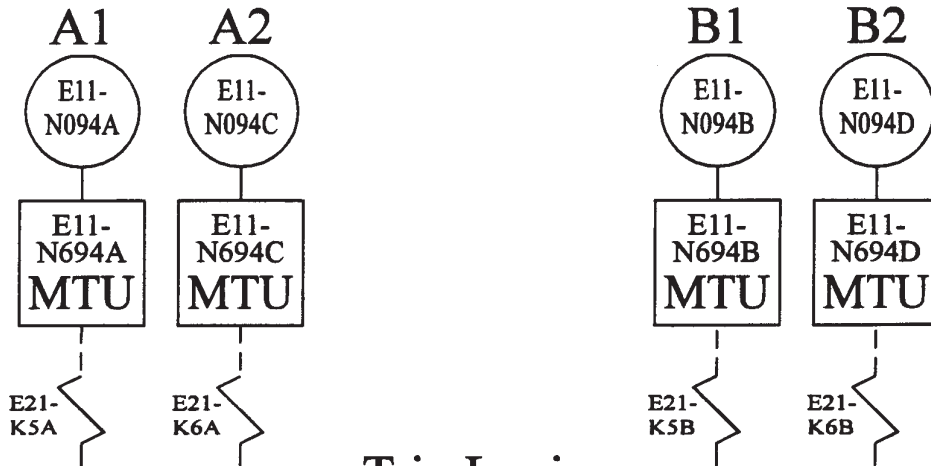 A1 A2 B1 B2
E11- E11- E11- E11-
N094A N094C N094B N094D
E11- E11- E11- E11-
N694A N694C N694B N694D
MTU MTU MTU MTU
E21- E21- E21- E21-
K5A K6A K5B K6B